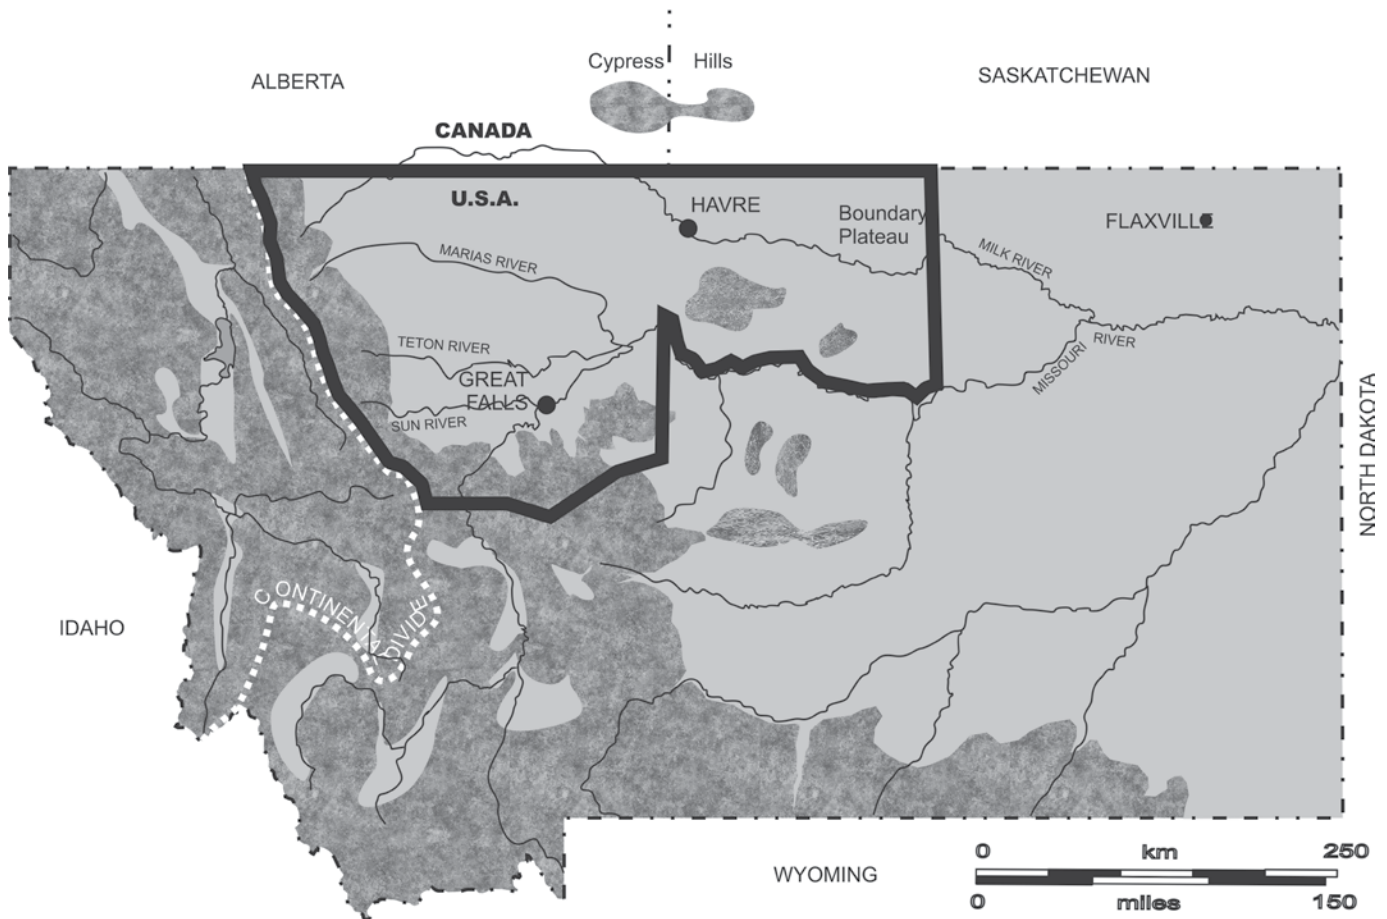 Cypress Hills
ALBERTA
SASKATCHEWAN
CANADA
U.S.A.
HAVRE
Boundary
Plateau
FLAXVILLE
MILK RIVER
MARIAS RIVER
TETON RIVER
MISSOURI RIVER
GREAT
FALLS
SUN RIVER
NORTH DAKOTA
CONTINENTAL DIVIDE
IDAHO
WYOMING
0 km 250
0 miles 150